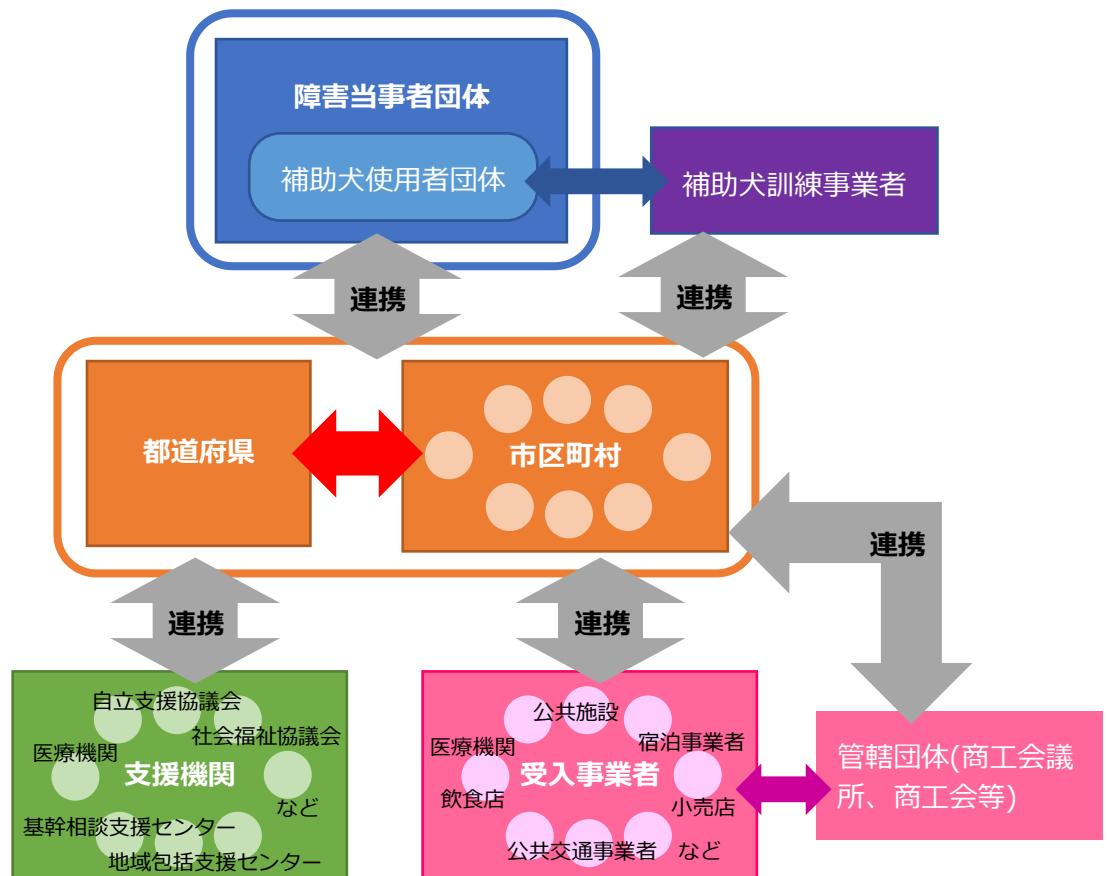 障害当事者団体
補助犬使用者団体
補助犬訓練事業者
連携
連携
都道府県
市区町村
連携
連携
連携
自立支援協議会
社会福祉協議会
医療機関
支援機関
など
基幹相談支援センター
地域包括支援センター
公共施設
医療機関
宿泊事業者
受入事業者
飲食店
小売店
公共交通事業者
など
管轄団体(商工会議
所、商工会等)